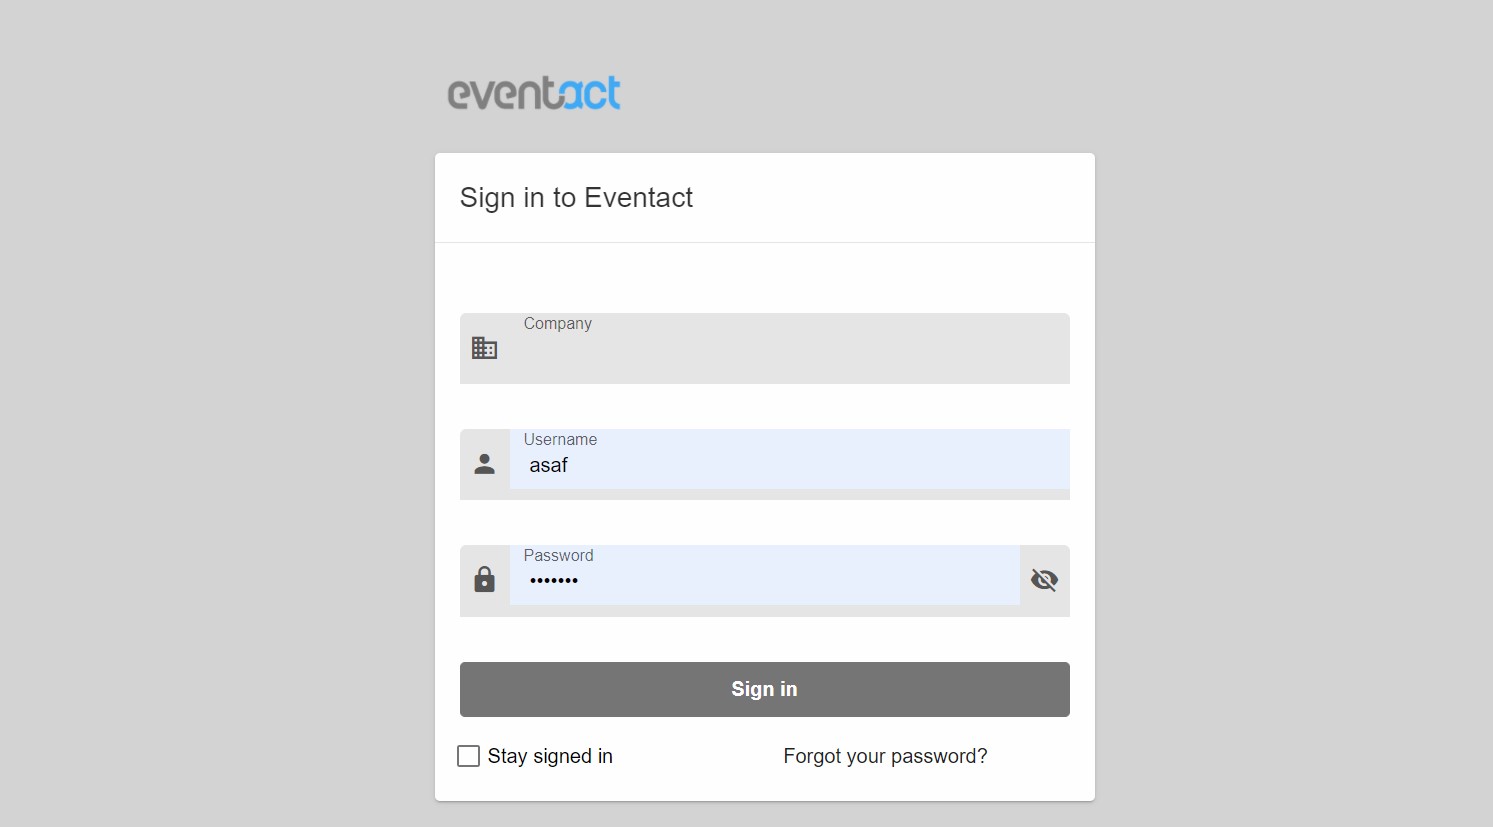 eventact
Sign in to Eventact
Company
Username
asaf
Password
•••••••
Sign in
Stay signed in
Forgot your password?